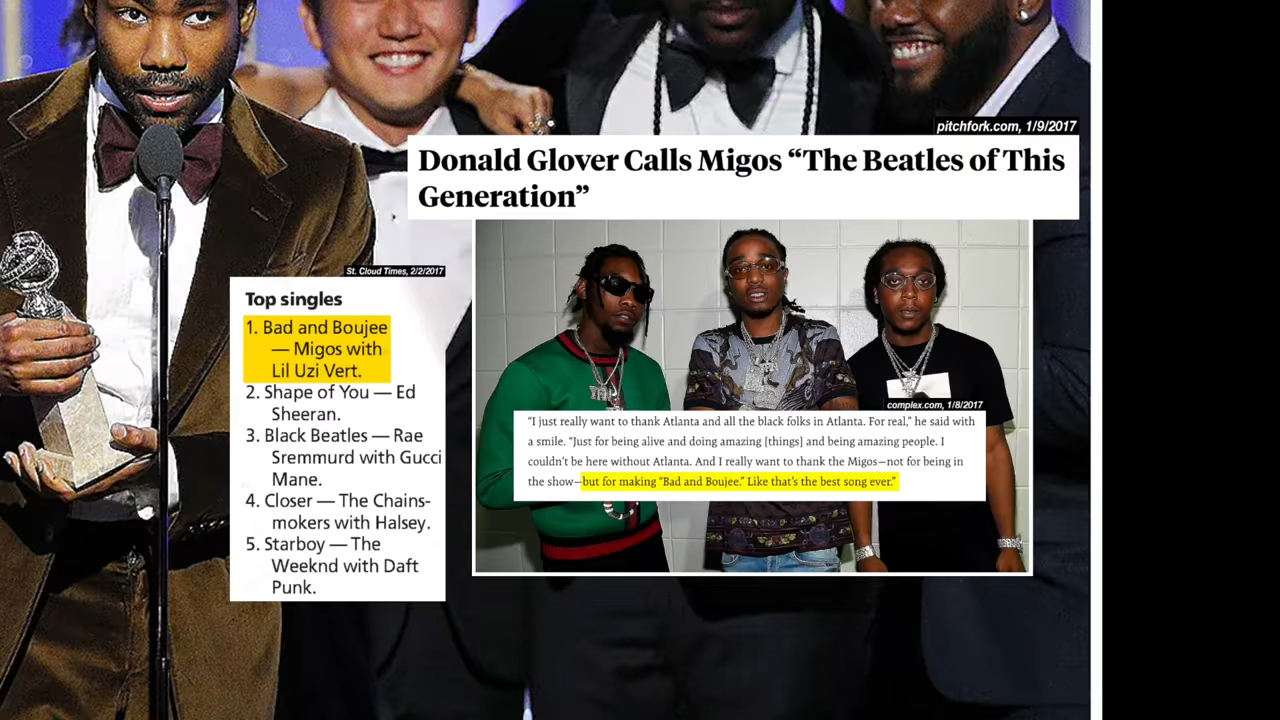 pitchfork.com, 1/9/2017
Donald Glover Calls Migos “The Beatles of This
Generation”
St. Cloud Times, 2/2/2017
Top singles
1. Bad and Boujee
— Migos with
Lil Uzi Vert.
2. Shape of You — Ed
Sheeran.
3. Black Beatles — Rae
Sremmurd with Gucci
Mane.
4. Closer — The Chains-
mokers with Halsey.
5. Starboy — The
Weeknd with Daft
Punk.
complex.com, 1/8/2017
“I just really want to thank Atlanta and all the black folks in Atlanta. For real,” he said with
a smile. “Just for being alive and doing amazing [things] and being amazing people. I
couldn’t be here without Atlanta. And I really want to thank the Migos—not for being in
the show—but for making “Bad and Boujee.” Like that’s the best song ever.”